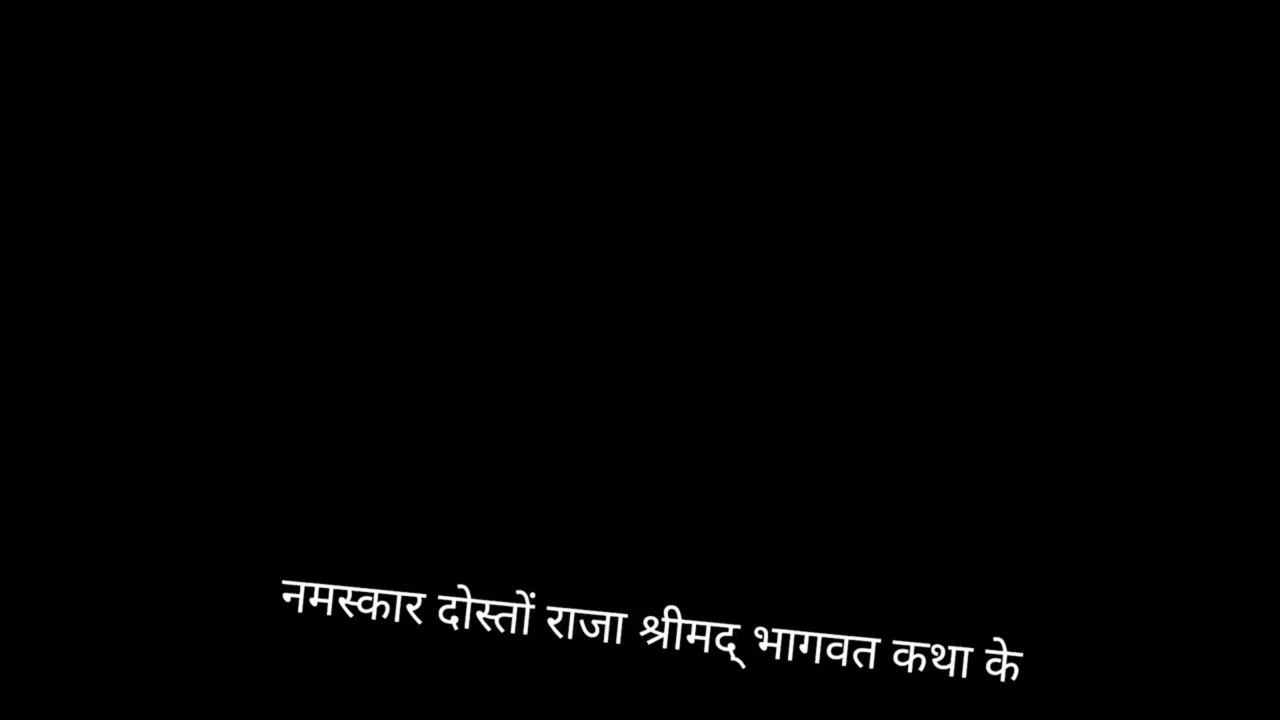 नमस्कार दोस्तों राजा श्रीमद् भागवत कथा के